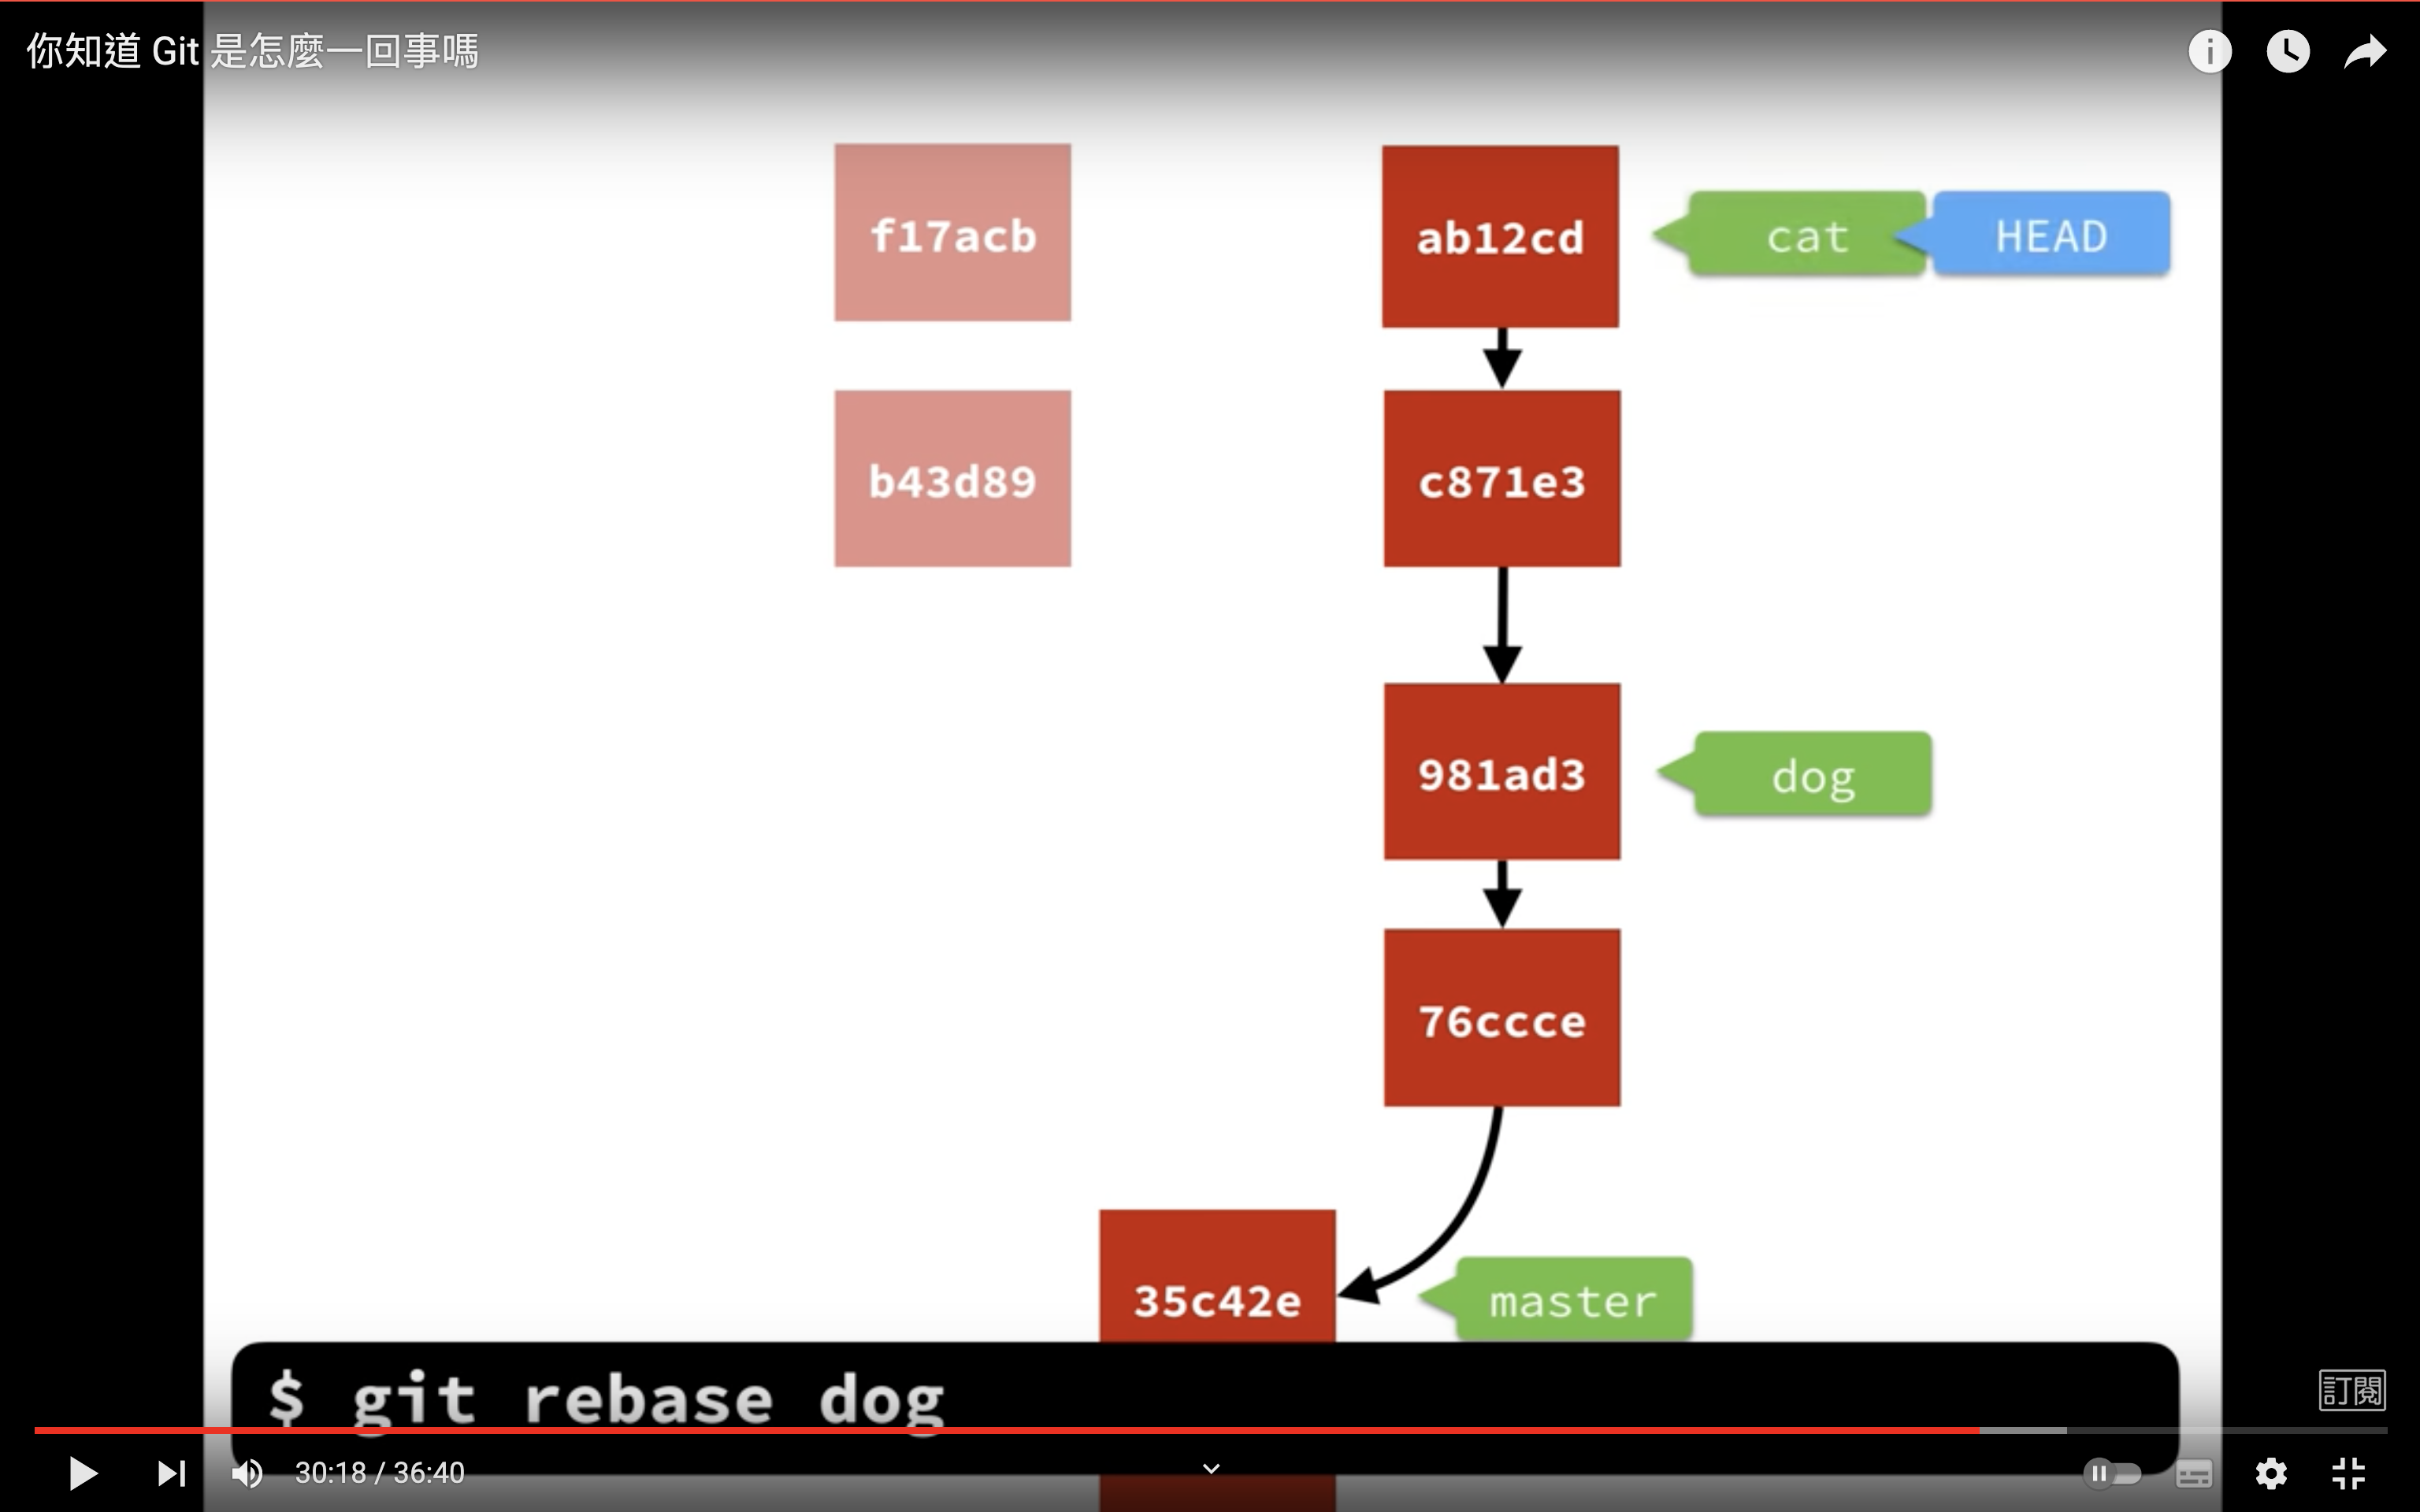 你知道 Git 是怎麼一回事嗎
f17acb
ab12cd
cat
HEAD
b43d89
c871e3
981ad3
dog
76ccce
35c42e
master
$ git rebase dog
訂閱
30:18 / 36:40